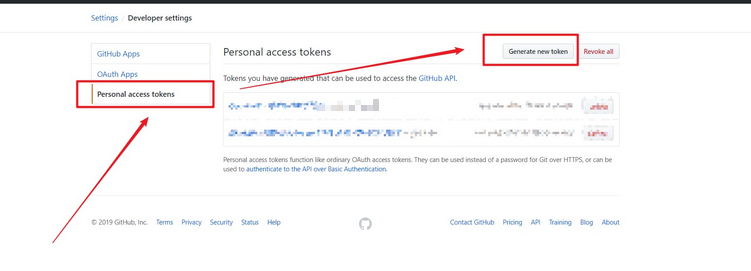 Settings / Developer settings
GitHub Apps
OAuth Apps
Personal access tokens
Personal access tokens
Generate new token
Revoke all
Tokens you have generated that can be used to access the GitHub API.
Personal access tokens function like ordinary OAuth access tokens. They can be used instead of a password for Git over HTTPS, or can be
used to authenticate to the API over Basic Authentication.
© 2019 GitHub, Inc. Terms Privacy Security Status Help
Contact GitHub Pricing API Training Blog About